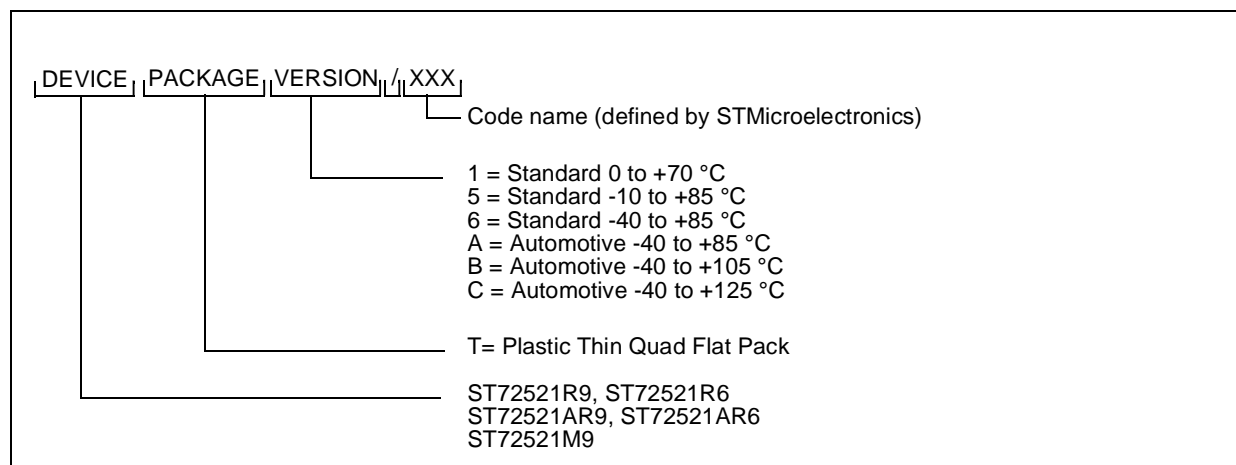 DEVICE PACKAGE VERSION / XXX
Code name (defined by STMicroelectronics)
1 = Standard 0 to +70 °C
5 = Standard -10 to +85 °C
6 = Standard -40 to +85 °C
A = Automotive -40 to +85 °C
B = Automotive -40 to +105 °C
C = Automotive -40 to +125 °C
T= Plastic Thin Quad Flat Pack
ST72521R9, ST72521R6
ST72521AR9, ST72521AR6
ST72521M9